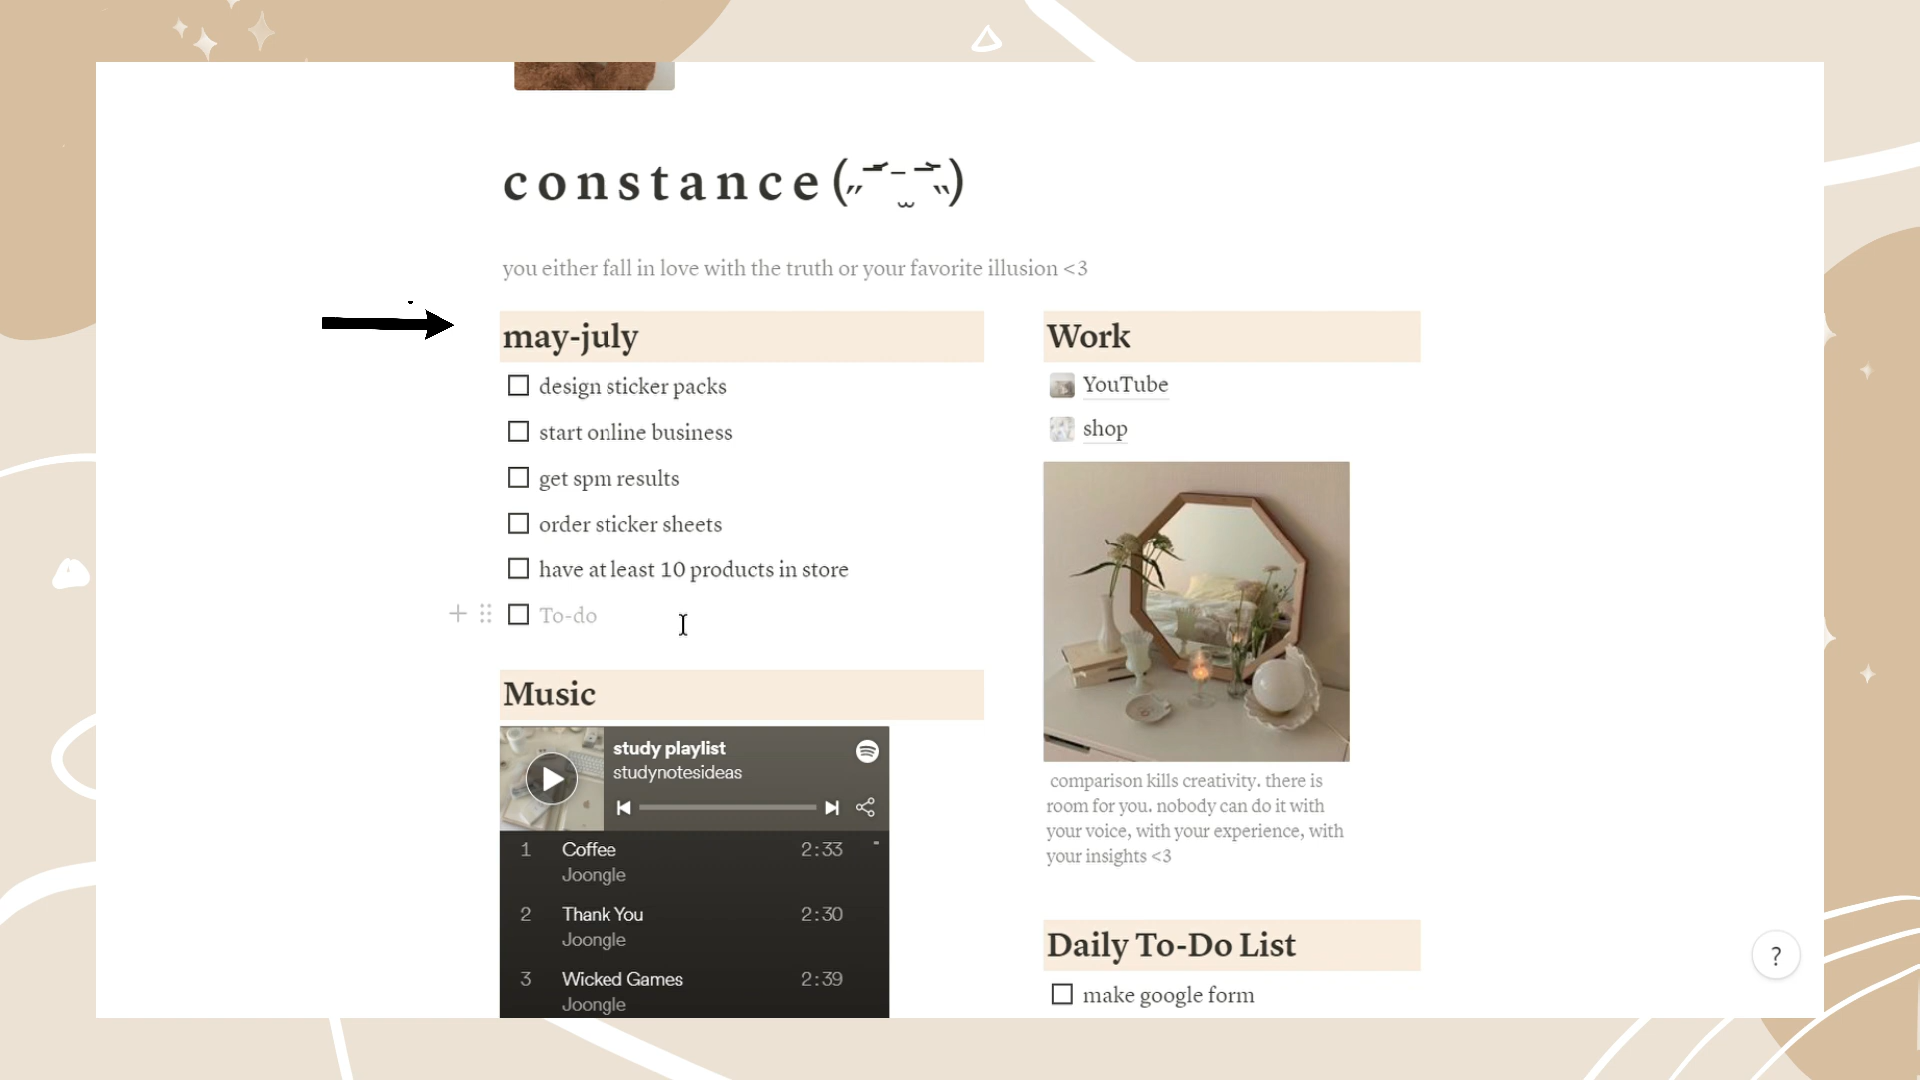 constance (˶˘ ˘˶)
you either fall in love with the truth or your favorite illusion <3
may-july
design sticker packs
start online business
get spm results
order sticker sheets
have at least 10 products in store
To-do
Music
study playlist
studynotesideas
1 Coffee 2:33
Joongle
2 Thank You 2:30
Joongle
3 Wicked Games 2:39
Joongle
Work
YouTube
shop
comparison kills creativity. there is
room for you. nobody can do it with
your voice, with your experience, with
your insights <3
Daily To-Do List
make google form
?